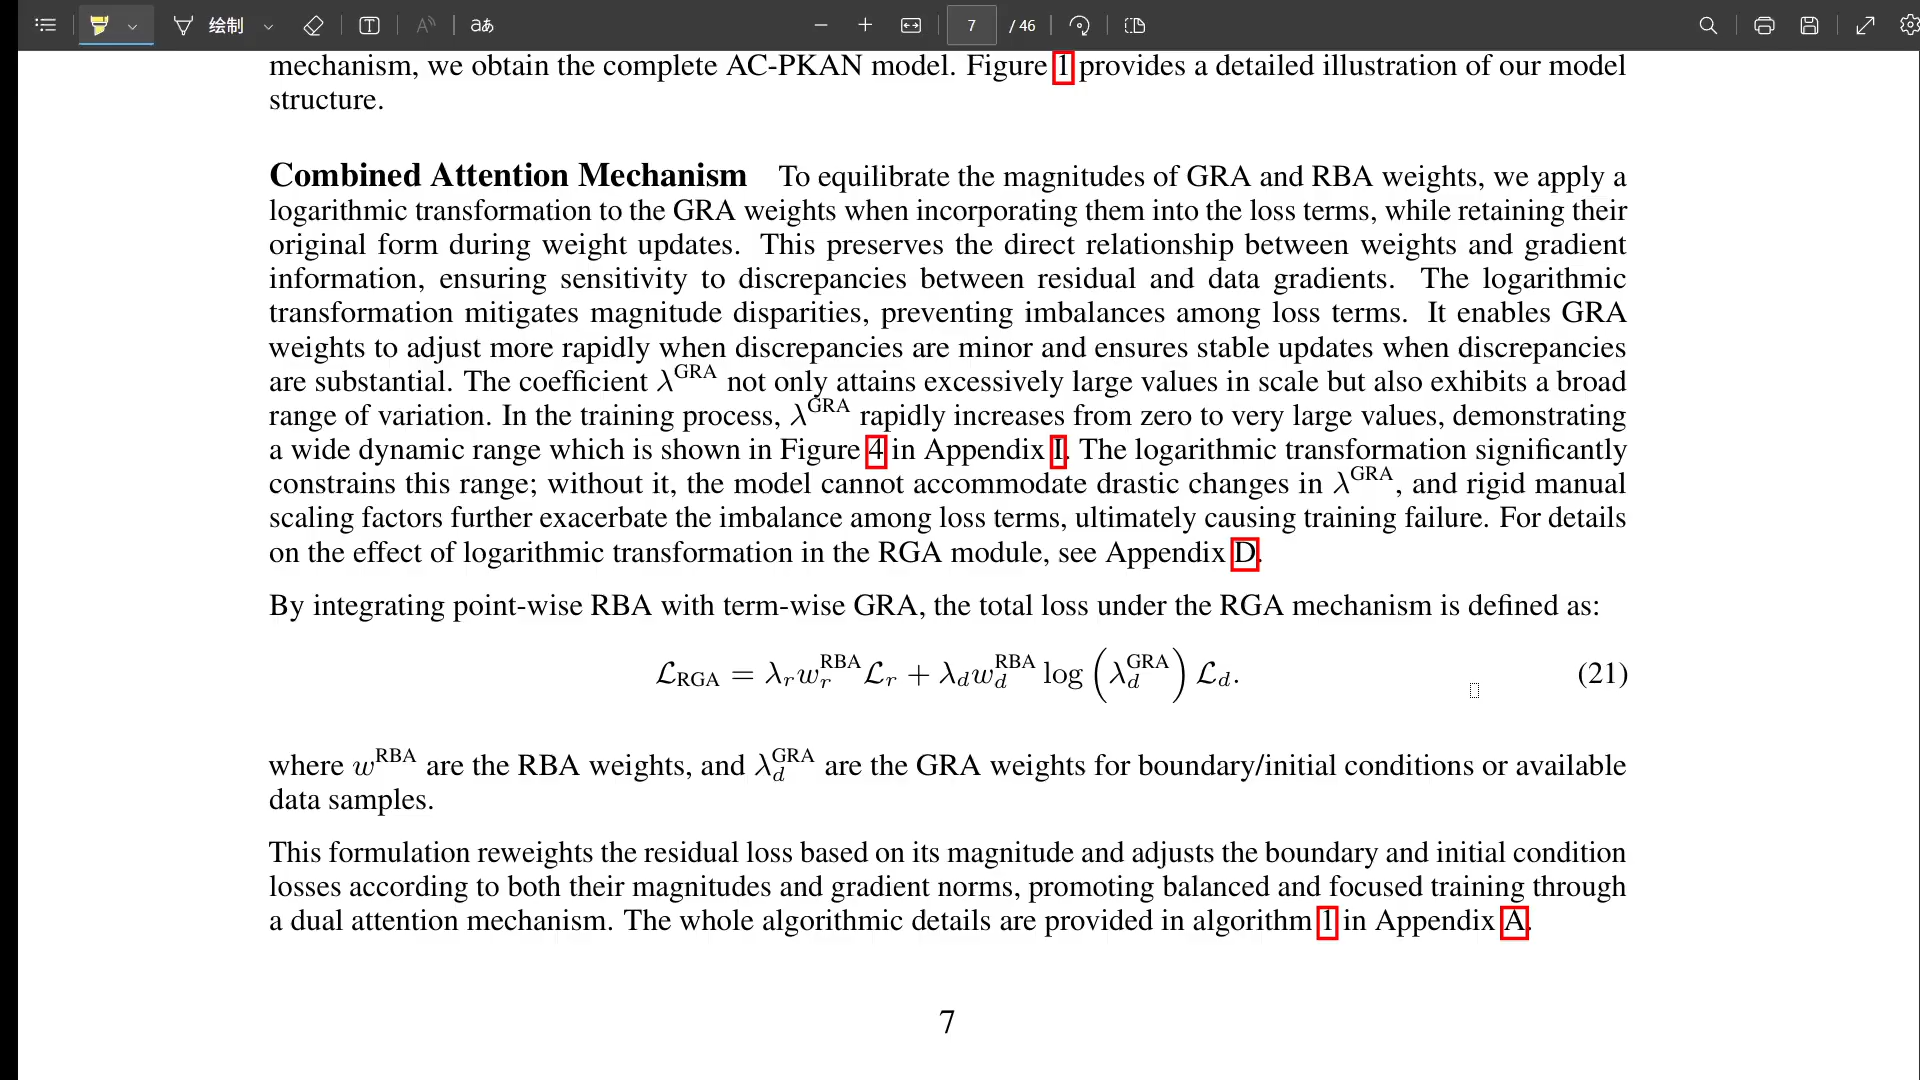 绘制 aあ 7 / 46
mechanism, we obtain the complete AC-PKAN model. Figure 1 provides a detailed illustration of our model
structure.
Combined Attention Mechanism To equilibrate the magnitudes of GRA and RBA weights, we apply a
logarithmic transformation to the GRA weights when incorporating them into the loss terms, while retaining their
original form during weight updates. This preserves the direct relationship between weights and gradient
information, ensuring sensitivity to discrepancies between residual and data gradients. The logarithmic
transformation mitigates magnitude disparities, preventing imbalances among loss terms. It enables GRA
weights to adjust more rapidly when discrepancies are minor and ensures stable updates when discrepancies
are substantial. The coefficient λ^GRA not only attains excessively large values in scale but also exhibits a broad
range of variation. In the training process, λ^GRA rapidly increases from zero to very large values, demonstrating
a wide dynamic range which is shown in Figure 4 in Appendix I. The logarithmic transformation significantly
constrains this range; without it, the model cannot accommodate drastic changes in λ^GRA, and rigid manual
scaling factors further exacerbate the imbalance among loss terms, ultimately causing training failure. For details
on the effect of logarithmic transformation in the RGA module, see Appendix D.
By integrating point-wise RBA with term-wise GRA, the total loss under the RGA mechanism is defined as:
ℒ_RGA = λ_r w_r^RBA ℒ_r + λ_d w_d^RBA log (λ_d^GRA) ℒ_d. (21)
where w^RBA are the RBA weights, and λ_d^GRA are the GRA weights for boundary/initial conditions or available
data samples.
This formulation reweights the residual loss based on its magnitude and adjusts the boundary and initial condition
losses according to both their magnitudes and gradient norms, promoting balanced and focused training through
a dual attention mechanism. The whole algorithmic details are provided in algorithm 1 in Appendix A.
7